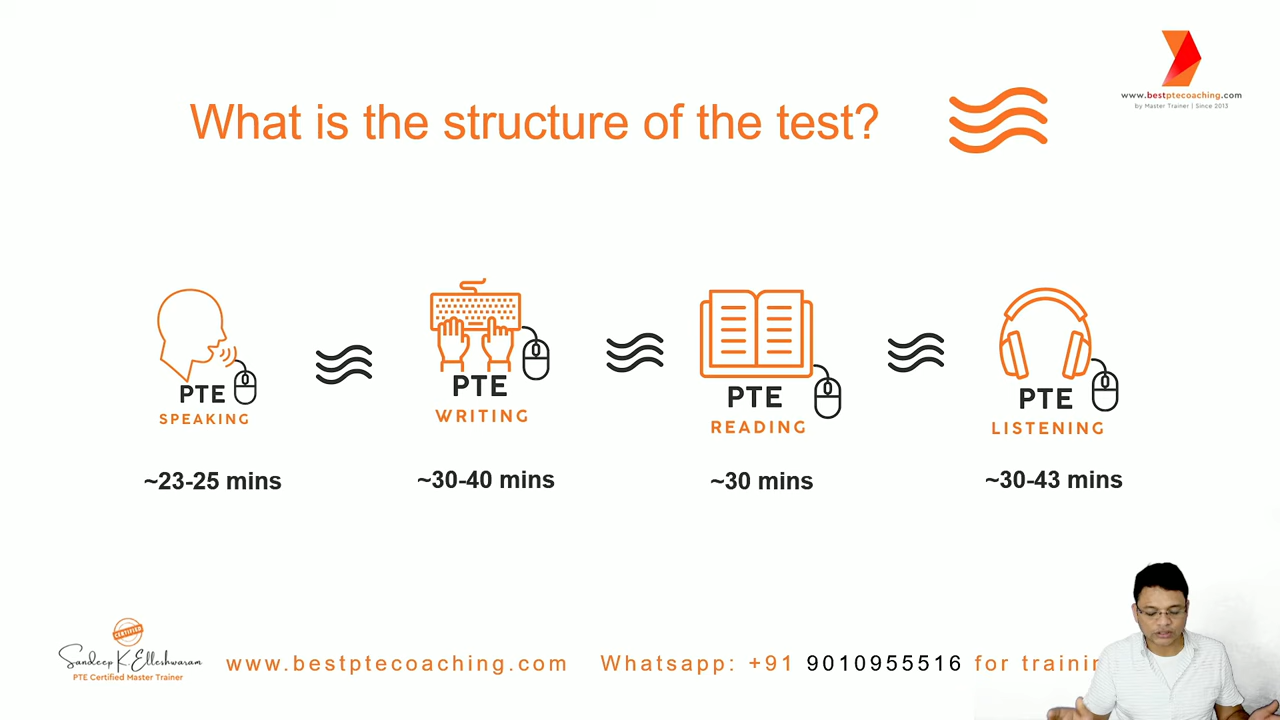 www.bestptecoaching.com
by Master Trainer | Since 2013
What is the structure of the test?
PTE
SPEAKING
PTE
WRITING
PTE
READING
PTE
LISTENING
~23-25 mins
~30-40 mins
~30 mins
~30-43 mins
CERTIFIED
Sandeep K Elleshwaram
PTE Certified Master Trainer
www.bestptecoaching.com Whatsapp: +91 9010955516 for trainin